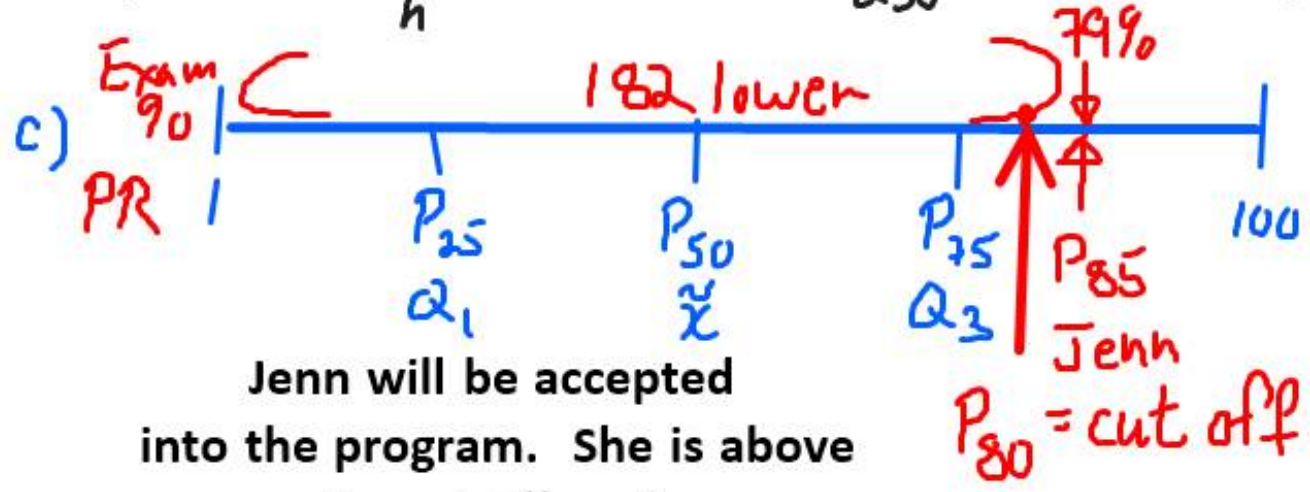 n
Exam 79%
c) 90 182 lower
PR
P25 P50 P75 P85 100
Q1 x̃ Q3 Jenn
Jenn will be accepted
P80 = cut off
into the program. She is above